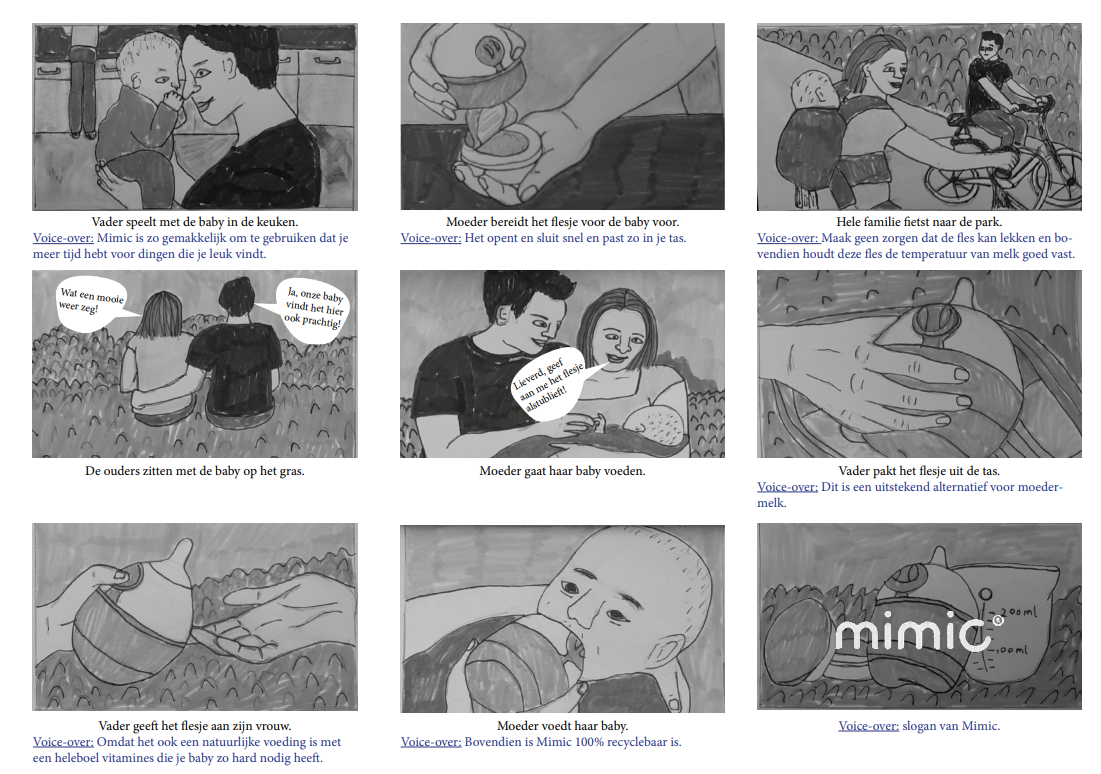 Vader speelt met de baby in de keuken.
Voice-over: Mimic is zo gemakkelijk om te gebruiken dat je
meer tijd hebt voor dingen die je leuk vindt.
Moeder bereidt het flesje voor de baby voor.
Voice-over: Het opent en sluit snel en past zo in je tas.
Hele familie fietst naar de park.
Voice-over: Maak geen zorgen dat de fles kan lekken en bo-
vendien houdt deze fles de temperatuur van melk goed vast.
Wat een mooie
weer zeg!
Ja, onze baby
vindt het hier
ook prachtig!
De ouders zitten met de baby op het gras.
Lieverd, geef
aan me het flesje
alstublieft!
Moeder gaat haar baby voeden.
Vader pakt het flesje uit de tas.
Voice-over: Dit is een uitstekend alternatief voor moeder-
melk.
Vader geeft het flesje aan zijn vrouw.
Voice-over: Omdat het ook een natuurlijke voeding is met
een heleboel vitamines die je baby zo hard nodig heeft.
Moeder voedt haar baby.
Voice-over: Bovendien is Mimic 100% recyclebaar is.
200ml
mimic®
100ml
Voice-over: slogan van Mimic.